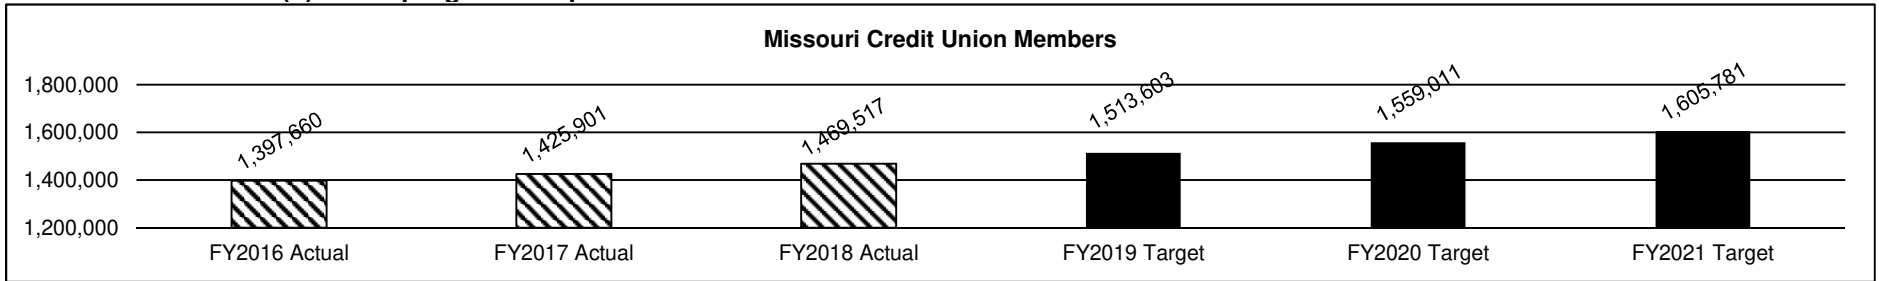 Missouri Credit Union Members
1,800,000
1,600,000
1,400,000
1,200,000
1,397,660
1,425,901
1,469,517
1,513,603
1,559,011
1,605,781
FY2016 Actual
FY2017 Actual
FY2018 Actual
FY2019 Target
FY2020 Target
FY2021 Target